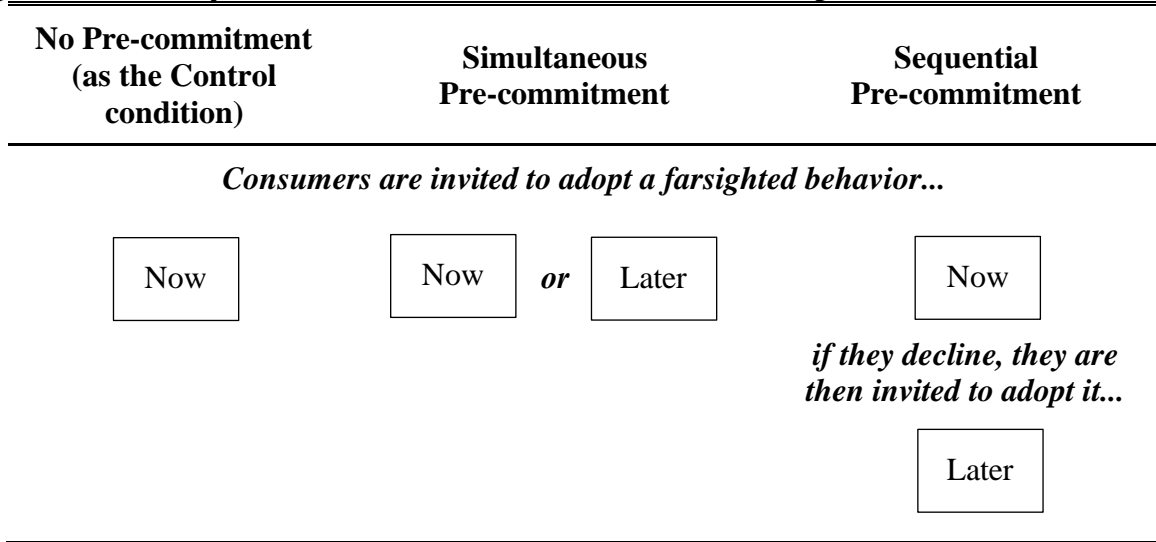 No Pre-commitment
(as the Control
condition)
Simultaneous
Pre-commitment
Sequential
Pre-commitment
Consumers are invited to adopt a farsighted behavior...
Now
Now or Later
Now
if they decline, they are
then invited to adopt it...
Later